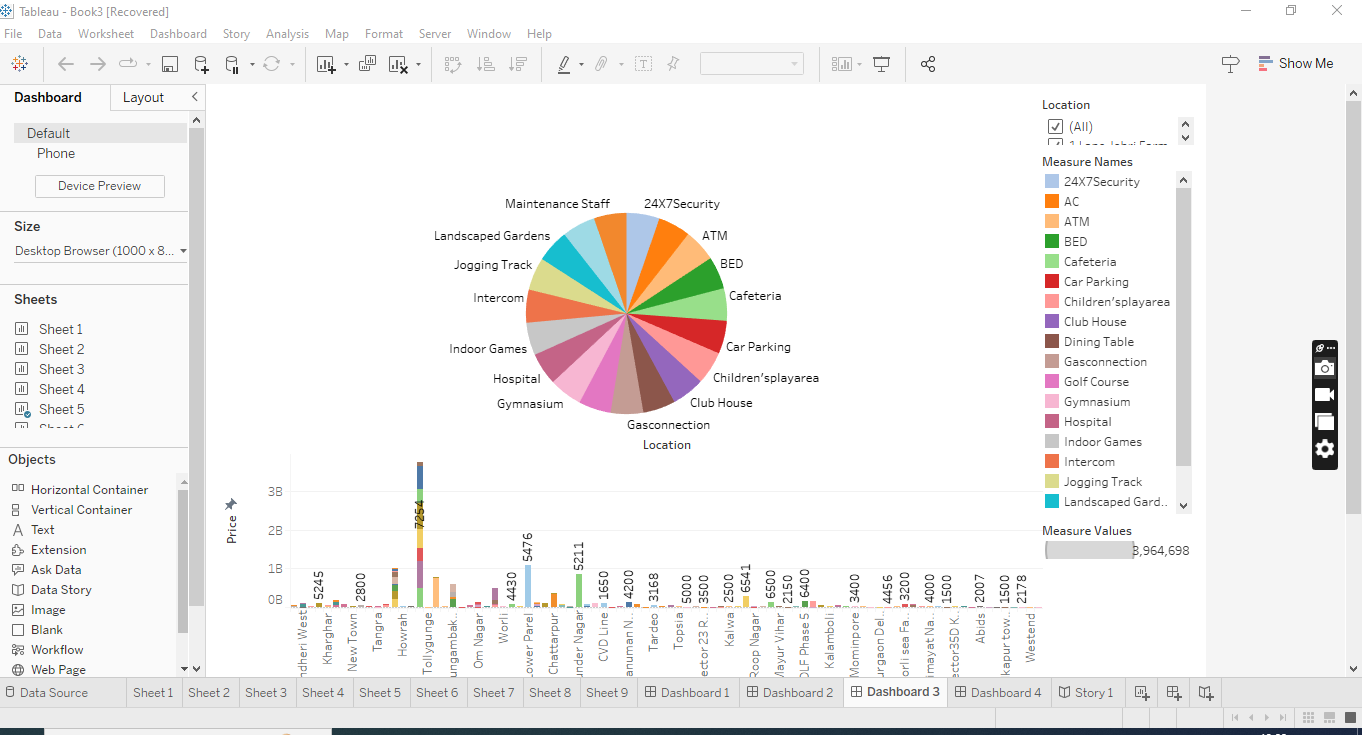 Tableau - Book3 [Recovered]
File Data Worksheet Dashboard Story Analysis Map Format Server Window Help
Show Me
Dashboard Layout
Default
Phone
Device Preview
Size
Desktop Browser (1000 x 8...
Sheets
Sheet 1
Sheet 2
Sheet 3
Sheet 4
Sheet 5
Objects
Horizontal Container
Vertical Container
Text
Extension
Ask Data
Data Story
Image
Blank
Workflow
Web Page
Maintenance Staff 24X7Security
Landscaped Gardens ATM
Jogging Track BED
Intercom Cafeteria
Indoor Games Car Parking
Hospital Children'splayarea
Gymnasium Club House
Gasconnection
Location
Price
3B
2B
1B
0B
5245 2800 7254 4430 5476 5211 1650 4200 3168 5000 3500 2500 6541 6500 2150 6400 3400 4456 3200 4000 1500 2007 1500 2178
ndheri West Kharghar New Town Tangra Howrah Tollygunge ungambak.. Om Nagar Worli ower Parel Chattarpur under Nagar CVD Line anuman N.. Tardeo Topsia ector 23 R.. Kalwa Roop Nagar Mayur Vihar DLF Phase 5 Kalamboli Mominpore urgaon Del.. orli sea Fa.. imayat Na.. ector35D K.. Abids kapur tow.. Westend
Location
(All)
Measure Names
24X7Security
AC
ATM
BED
Cafeteria
Car Parking
Children'splayarea
Club House
Dining Table
Gasconnection
Golf Course
Gymnasium
Hospital
Indoor Games
Intercom
Jogging Track
Landscaped Gard..
Measure Values
3,964,698
Data Source Sheet 1 Sheet 2 Sheet 3 Sheet 4 Sheet 5 Sheet 6 Sheet 7 Sheet 8 Sheet 9 Dashboard 1 Dashboard 2 Dashboard 3 Dashboard 4 Story 1